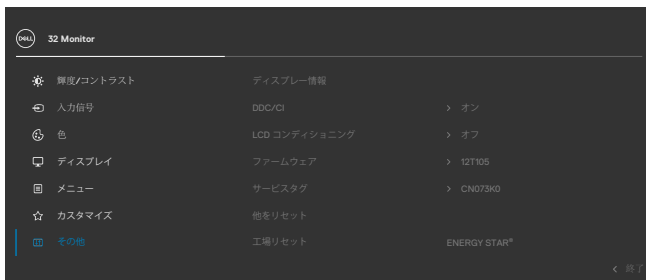 DELL 32 Monitor
輝度/コントラスト ディスプレー情報
入力信号 DDC/CI > オン
色 LCD コンディショニング > オフ
ディスプレイ ファームウェア > 12T105
メニュー サービスタグ > CN073K0
カスタマイズ 他をリセット
その他 工場リセット ENERGY STAR®
< 終了